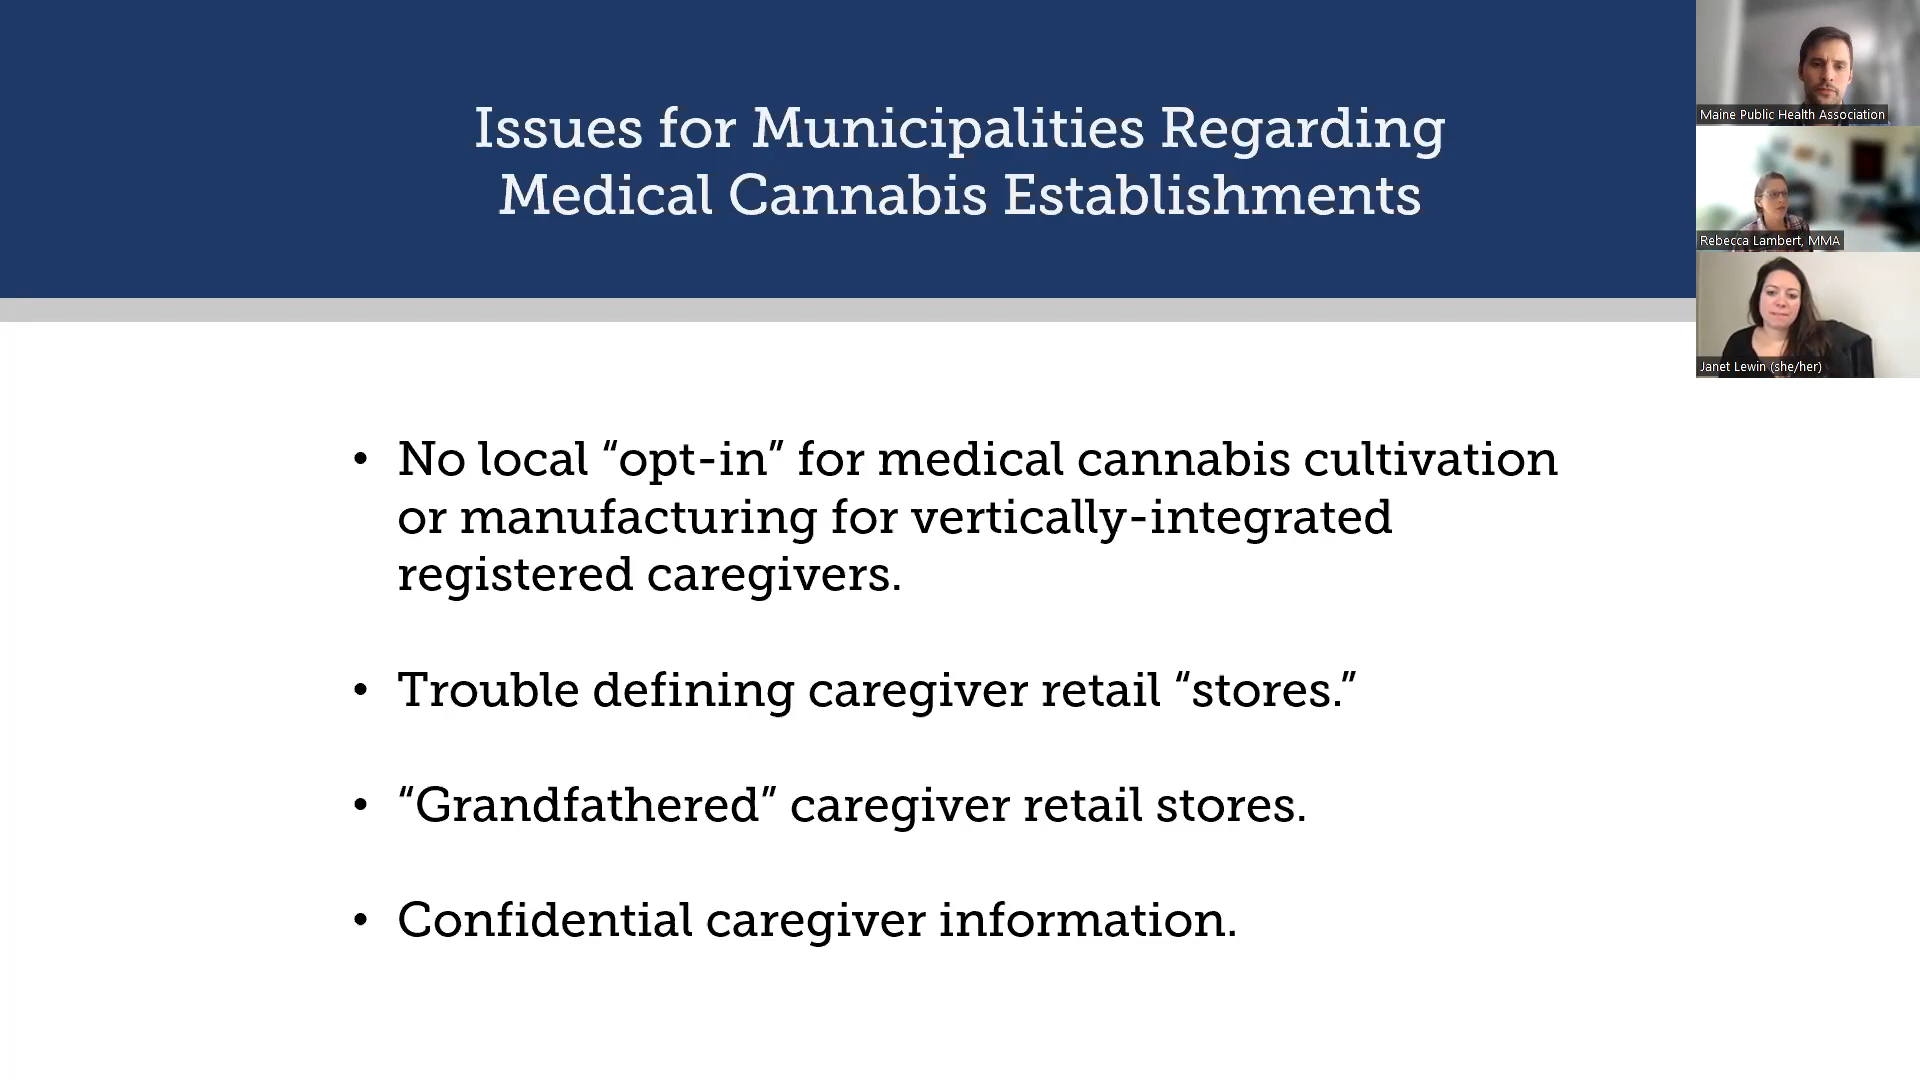 Issues for Municipalities Regarding
Medical Cannabis Establishments
• No local “opt-in” for medical cannabis cultivation
or manufacturing for vertically-integrated
registered caregivers.
• Trouble defining caregiver retail “stores.”
• “Grandfathered” caregiver retail stores.
• Confidential caregiver information.
Maine Public Health Association
Rebecca Lambert, MMA
Janet Lewin (she/her)